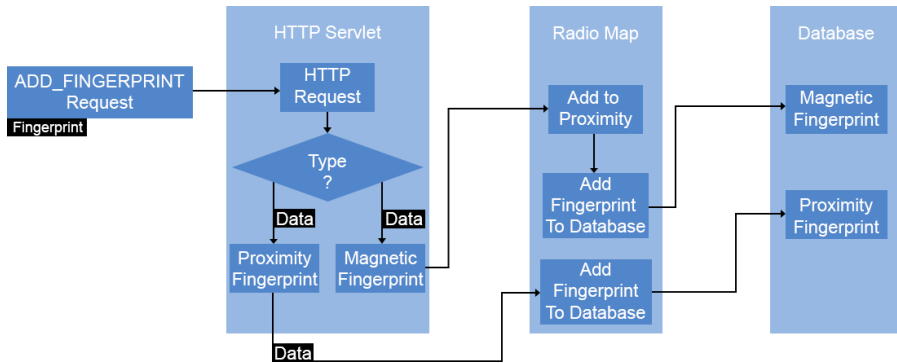 HTTP Servlet
Radio Map
Database
ADD_FINGERPRINT
Request
Fingerprint
HTTP
Request
Add to
Proximity
Magnetic
Fingerprint
Type
?
Add
Fingerprint
To Database
Data
Data
Proximity
Fingerprint
Proximity
Fingerprint
Magnetic
Fingerprint
Add
Fingerprint
To Database
Data